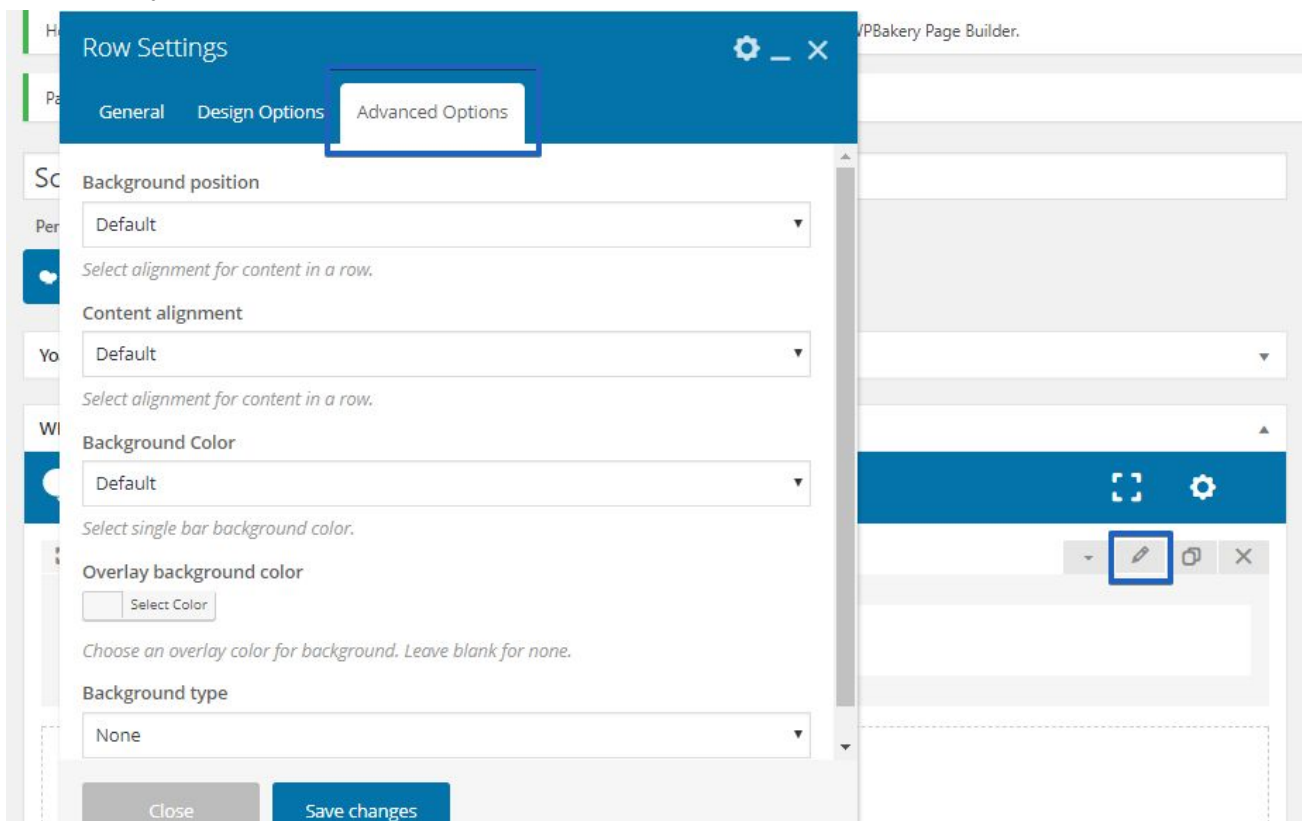 Row Settings
VPBakery Page Builder.
General Design Options Advanced Options
Background position
Default
Select alignment for content in a row.
Content alignment
Default
Select alignment for content in a row.
Background Color
Default
Select single bar background color.
Overlay background color
Select Color
Choose an overlay color for background. Leave blank for none.
Background type
None
Close Save changes
Sc
Per
Yo